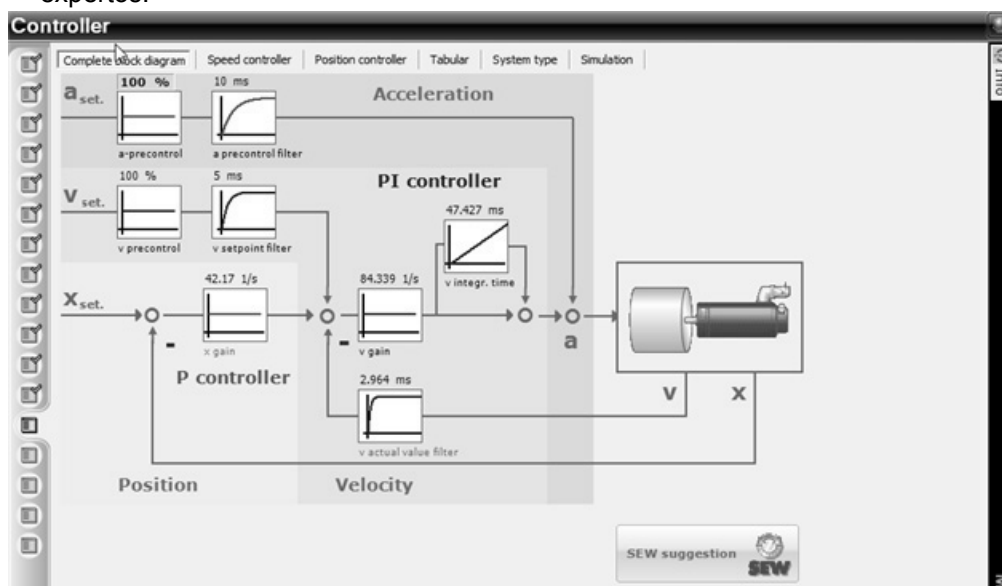 expertos.
Controller
Complete block diagram
Speed controller
Position controller
Tabular
System type
Simulation
Info
a set.
100 %
a-precontrol
10 ms
a precontrol filter
Acceleration
v set.
100 %
v precontrol
5 ms
v setpoint filter
PI controller
47.427 ms
v integr. time
x set.
-
42.17 1/s
x gain
P controller
-
84.339 1/s
v gain
a
2.964 ms
v actual value filter
v
x
Position
Velocity
SEW suggestion
SEW